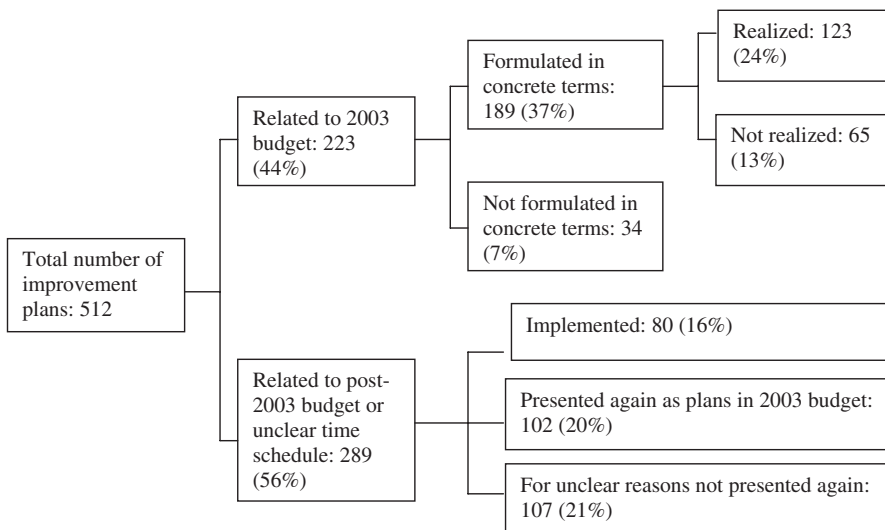 Total number of
improvement
plans: 512
Related to 2003
budget: 223
(44%)
Formulated in
concrete terms:
189 (37%)
Realized: 123
(24%)
Not realized: 65
(13%)
Not formulated in
concrete terms: 34
(7%)
Related to post-
2003 budget or
unclear time
schedule: 289
(56%)
Implemented: 80 (16%)
Presented again as plans in 2003 budget:
102 (20%)
For unclear reasons not presented again:
107 (21%)